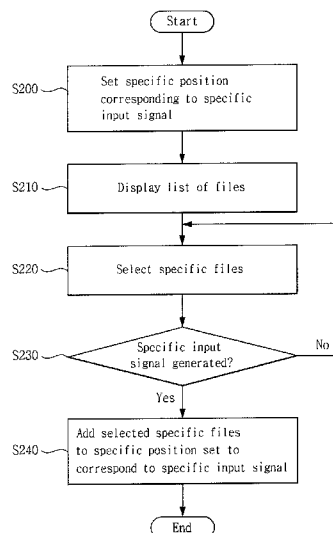 Start
S200
Set specific position
corresponding to specific
input signal
S210
Display list of files
S220
Select specific files
S230
Specific input
signal generated?
No
Yes
S240
Add selected specific files
to specific position set to
correspond to specific input signal
End